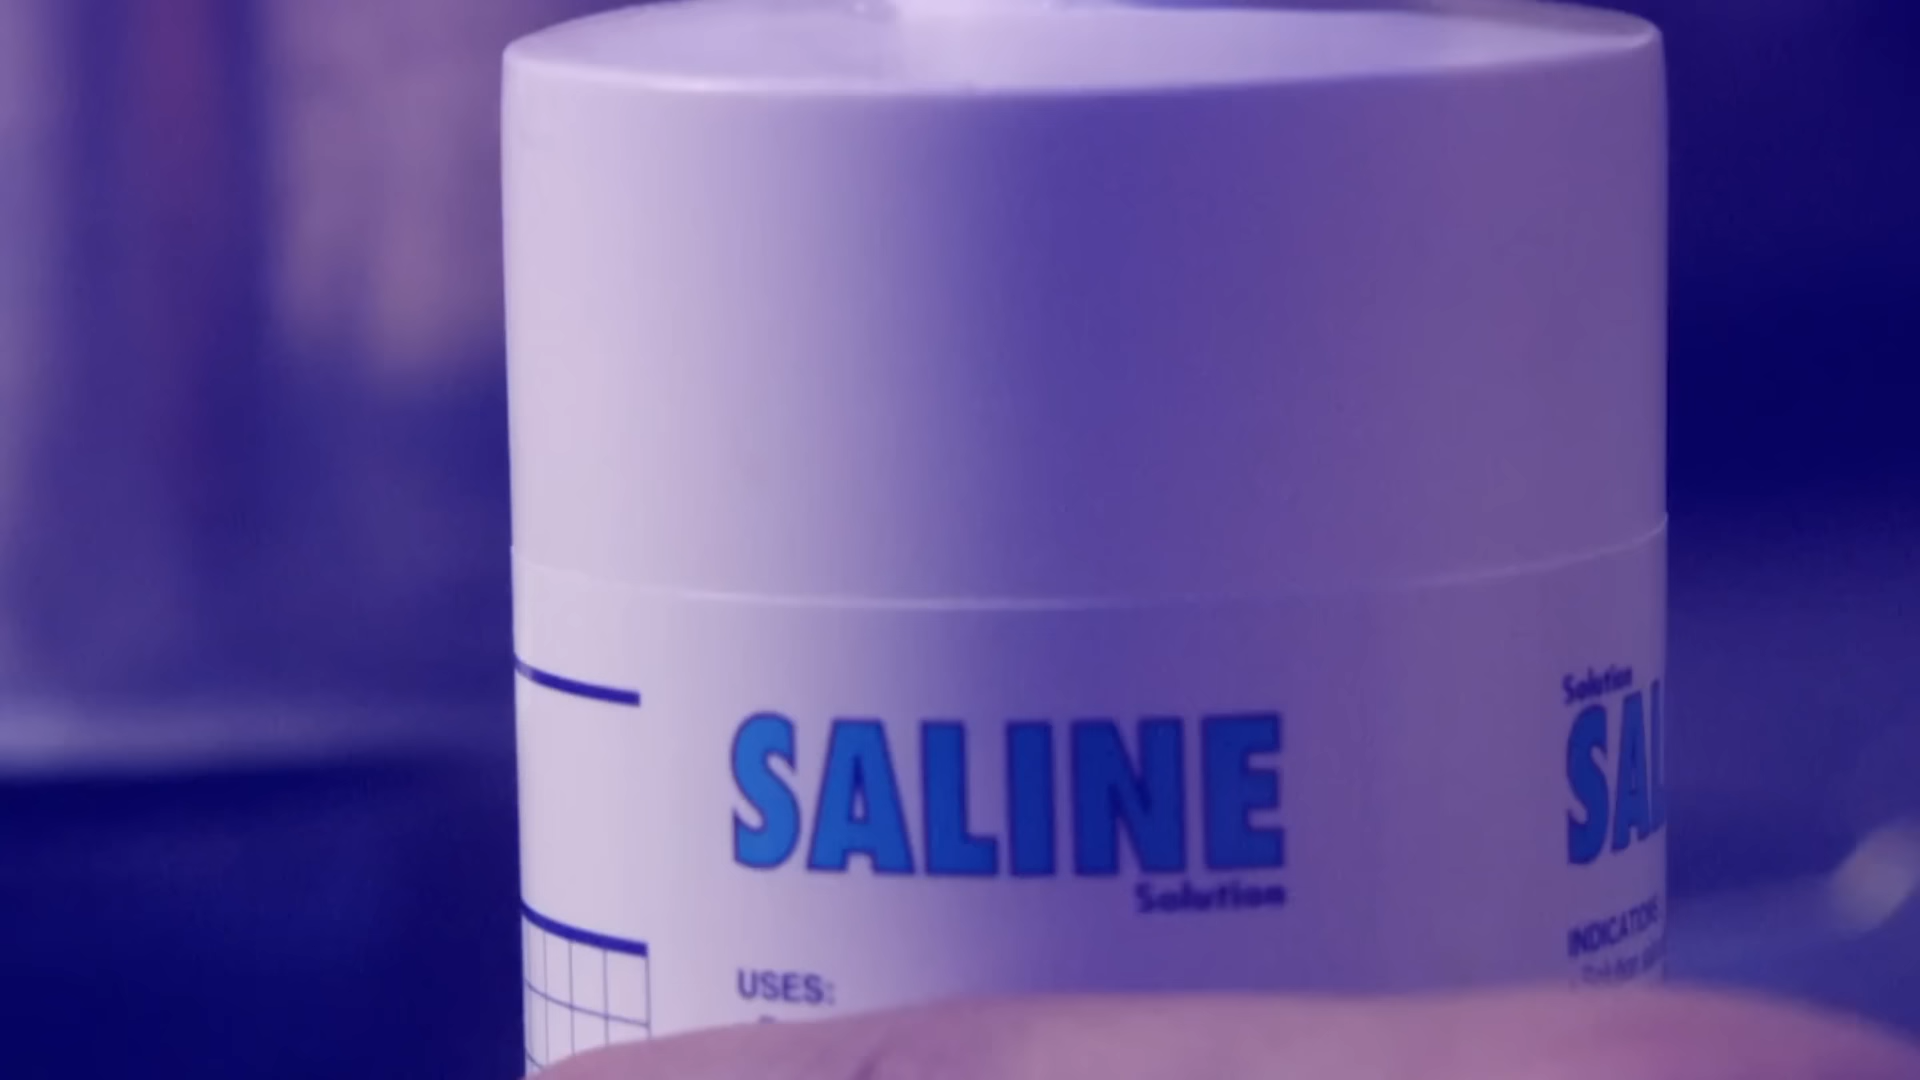 SALINE
Solution
USES:
Solution
SAL
INDICATIONS